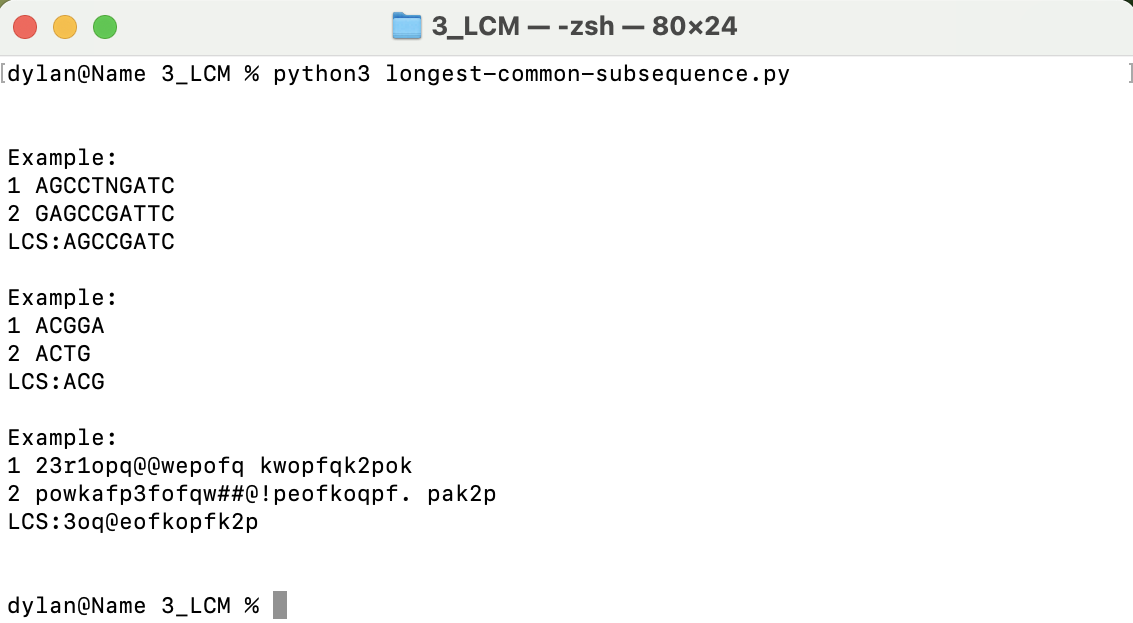 3_LCM — -zsh — 80×24
[dylan@Name 3_LCM % python3 longest-common-subsequence.py ]
Example:
1 AGCCTNGATC
2 GAGCCGATTC
LCS:AGCCGATC
Example:
1 ACGGA
2 ACTG
LCS:ACG
Example:
1 23r1opq@@wepofq kwopfqk2pok
2 powkafp3fofqw##@!peofkoqpf. pak2p
LCS:3oq@eofkopfk2p
dylan@Name 3_LCM %